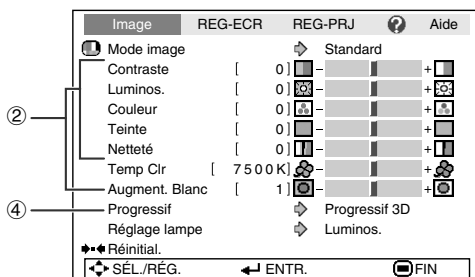 Image REG-ECR REG-PRJ ? Aide
Mode image Standard
Contraste [ 0] - +
Luminos. [ 0] - +
② Couleur [ 0] - +
Teinte [ 0] - +
Netteté [ 0] - +
Temp Clr [ 7500K] - +
Augment. Blanc [ 1] - +
④ Progressif Progressif 3D
Réglage lampe Luminos.
Réinitial.
SÉL./RÉG. ENTR. FIN